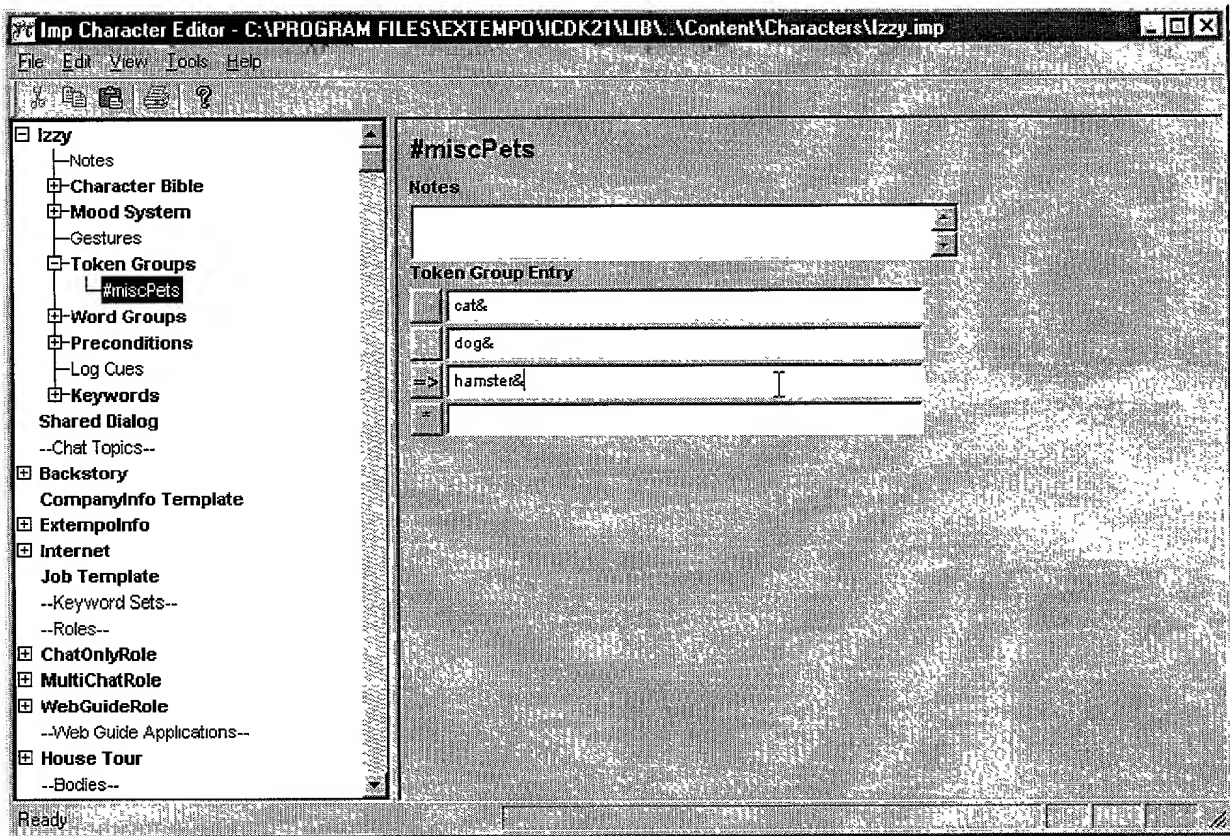 Imp Character Editor - C:\PROGRAM FILES\EXTEMPO\ICDK21\LIB\..\Content\Characters\Izzy.imp
File Edit View Tools Help
Izzy
Notes
Character Bible
Mood System
Gestures
Token Groups
#miscPets
Word Groups
Preconditions
Log Cues
Keywords
Shared Dialog
--Chat Topics--
Backstory
CompanyInfo Template
ExtempoInfo
Internet
Job Template
--Keyword Sets--
--Roles--
ChatOnlyRole
MultiChatRole
WebGuideRole
--Web Guide Applications--
House Tour
--Bodies--
#miscPets
Notes
Token Group Entry
cat&
dog&
=> hamster&
*
Ready